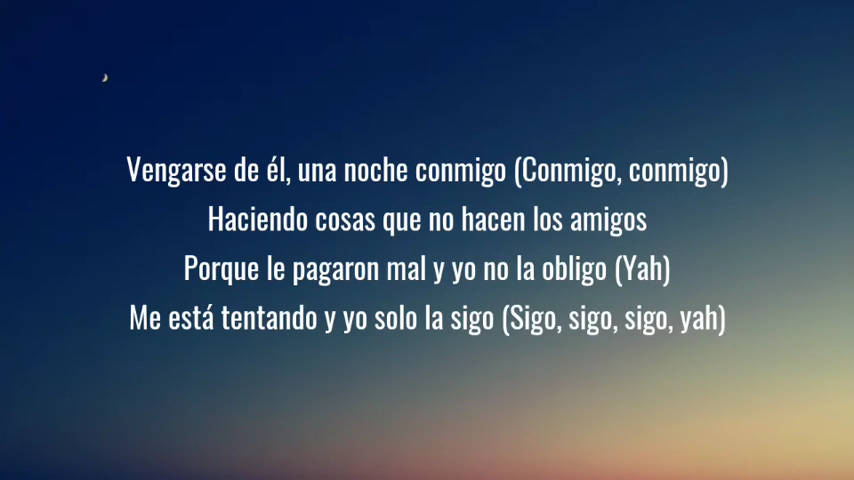 Vengarse de él, una noche conmigo (Conmigo, conmigo)
Haciendo cosas que no hacen los amigos
Porque le pagaron mal y yo no la obligo (Yah)
Me está tentando y yo solo la sigo (Sigo, sigo, sigo, yah)